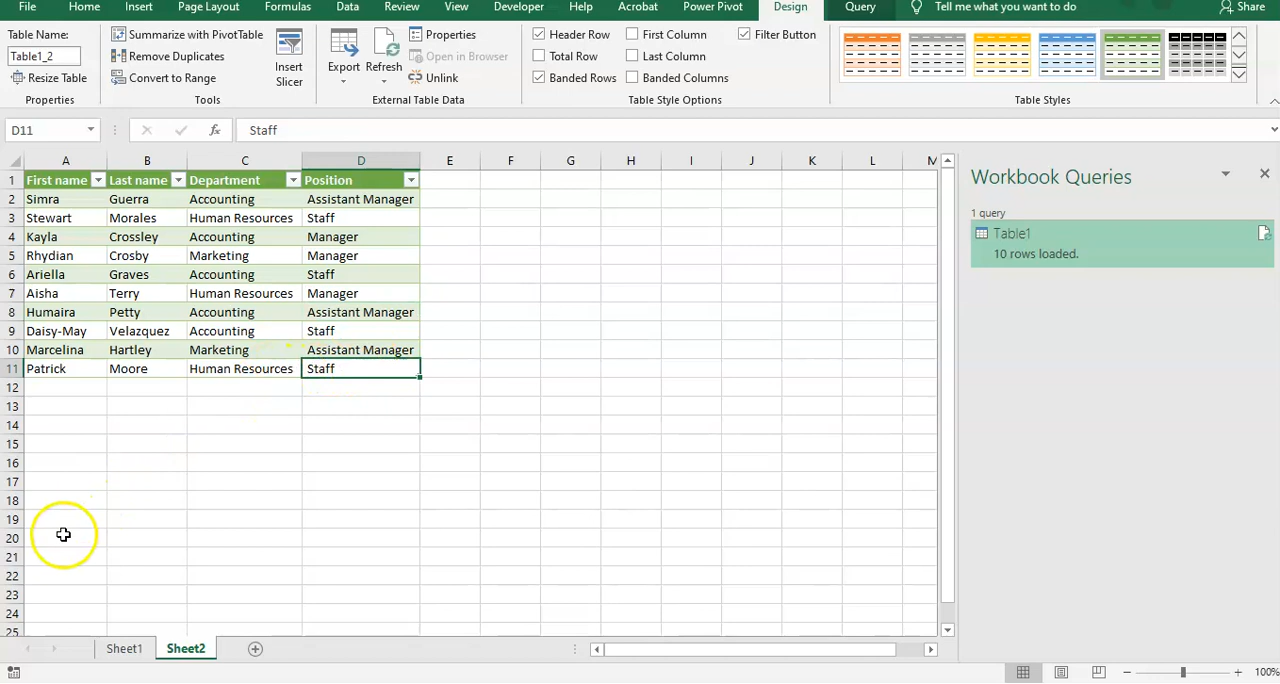 File Home Insert Page Layout Formulas Data Review View Developer Help Acrobat Power Pivot Design Query Tell me what you want to do Share
Table Name:
Table1_2
Resize Table
Properties
Summarize with PivotTable
Remove Duplicates
Convert to Range
Insert
Slicer
Tools
Export
Refresh
Properties
Open in Browser
Unlink
External Table Data
Header Row
Total Row
Banded Rows
First Column
Last Column
Banded Columns
Filter Button
Table Style Options
Table Styles
D11 fx Staff
A B C D E F G H I J K L M
1 First name Last name Department Position
2 Simra Guerra Accounting Assistant Manager
3 Stewart Morales Human Resources Staff
4 Kayla Crossley Accounting Manager
5 Rhydian Crosby Marketing Manager
6 Ariella Graves Accounting Staff
7 Aisha Terry Human Resources Manager
8 Humaira Petty Accounting Assistant Manager
9 Daisy-May Velazquez Accounting Staff
10 Marcelina Hartley Marketing Assistant Manager
11 Patrick Moore Human Resources Staff
12
13
14
15
16
17
18
19
20
21
22
23
24
25
Workbook Queries
1 query
Table1
10 rows loaded.
Sheet1 Sheet2
100%